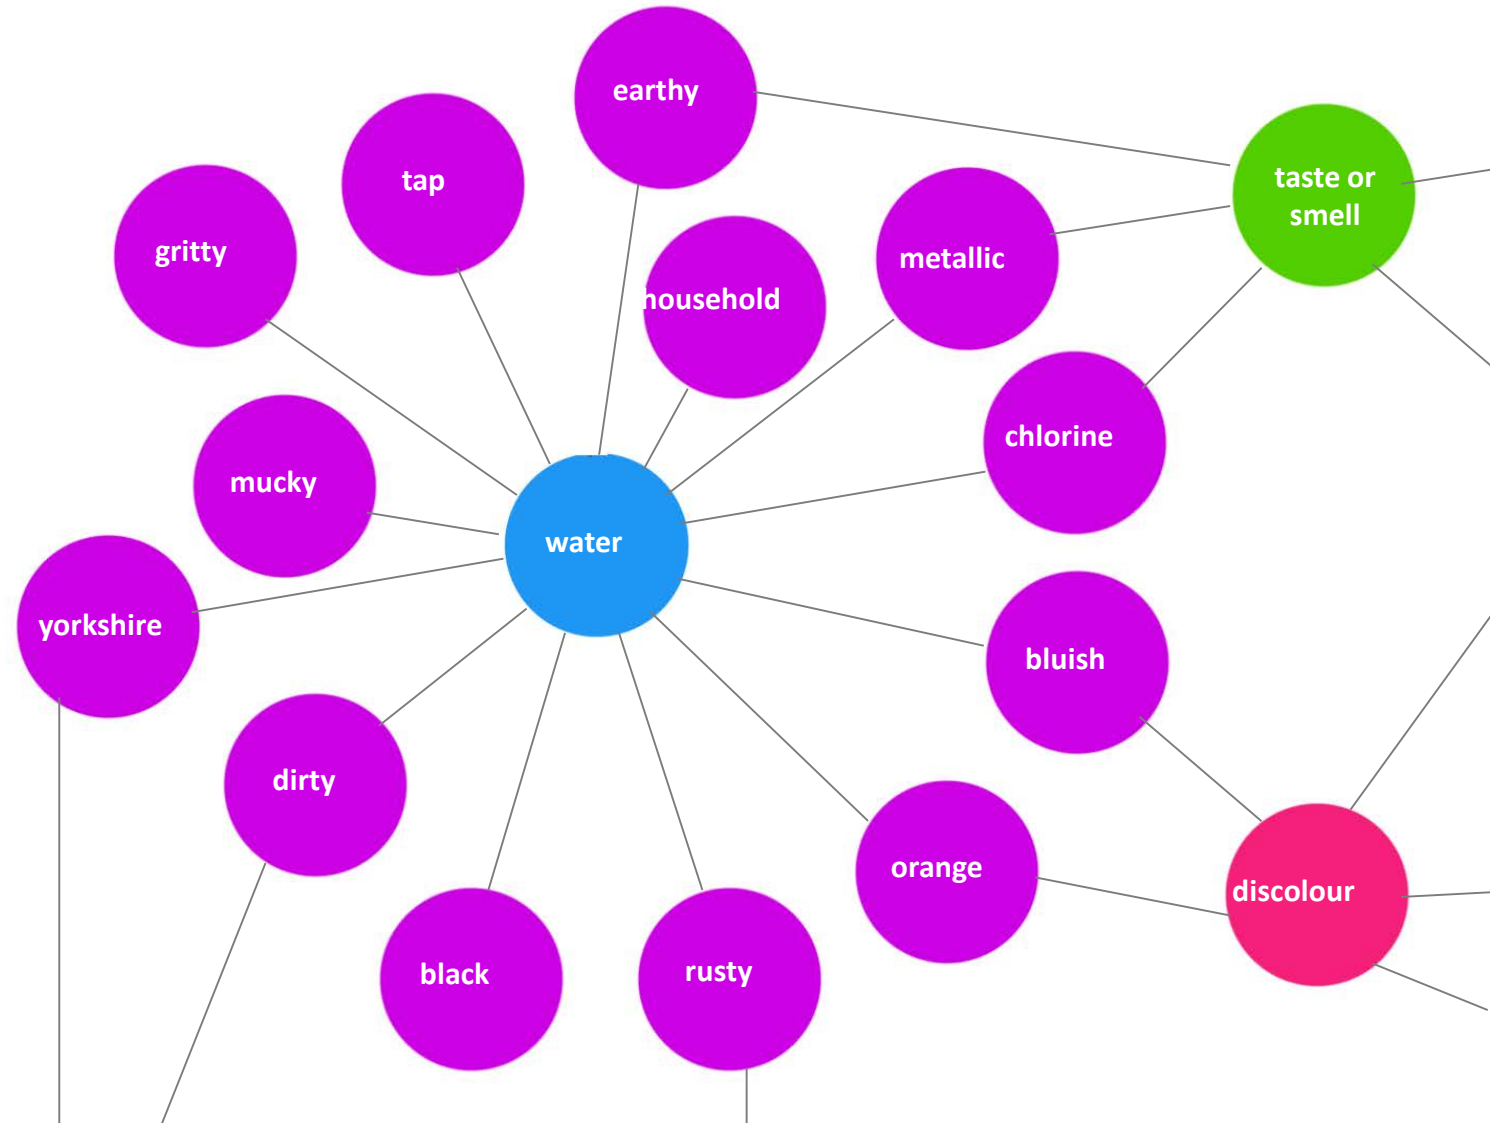 earthy
tap
taste or
smell
gritty
metallic
household
chlorine
mucky
water
yorkshire
bluish
dirty
orange
discolour
black
rusty